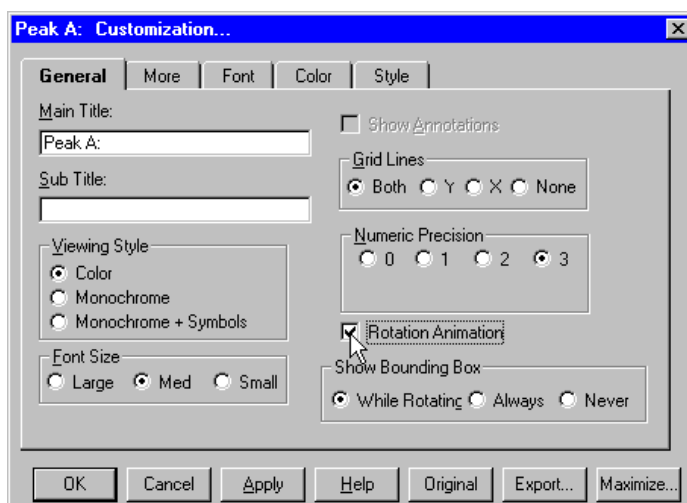 Peak A: Customization...
General More Font Color Style
Main Title:
Peak A:
Sub Title:
Viewing Style
Color
Monochrome
Monochrome + Symbols
Font Size
Large Med Small
Show Annotations
Grid Lines
Both Y X None
Numeric Precision
0 1 2 3
Rotation Animation
Show Bounding Box
While Rotating Always Never
OK Cancel Apply Help Original Export... Maximize...